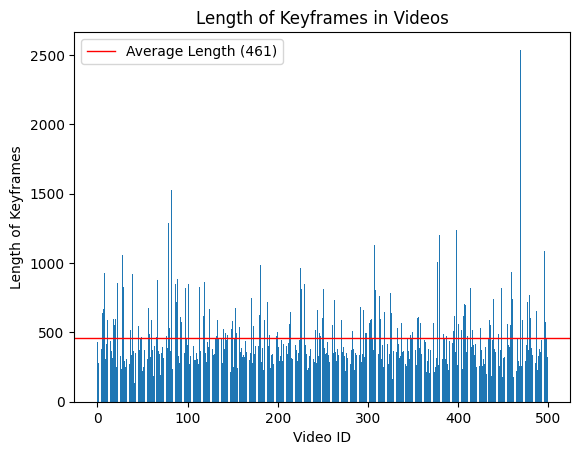 Length of Keyframes in Videos
Average Length (461)
Length of Keyframes
2500
2000
1500
1000
500
0
0 100 200 300 400 500
Video ID